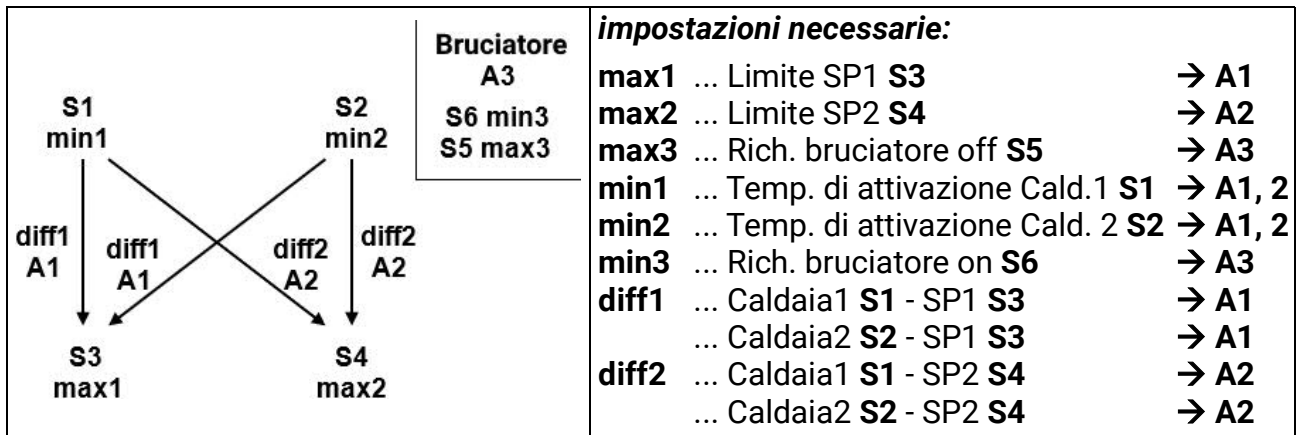 Bruciatore
A3
S6 min3
S5 max3
S1
min1
S2
min2
diff1
A1
diff1
A1
diff2
A2
diff2
A2
S3
max1
S4
max2
impostazioni necessarie:
max1 ... Limite SP1 S3 → A1
max2 ... Limite SP2 S4 → A2
max3 ... Rich. bruciatore off S5 → A3
min1 ... Temp. di attivazione Cald.1 S1 → A1, 2
min2 ... Temp. di attivazione Cald. 2 S2 → A1, 2
min3 ... Rich. bruciatore on S6 → A3
diff1 ... Caldaia1 S1 - SP1 S3 → A1
... Caldaia2 S2 - SP1 S3 → A1
diff2 ... Caldaia1 S1 - SP2 S4 → A2
... Caldaia2 S2 - SP2 S4 → A2